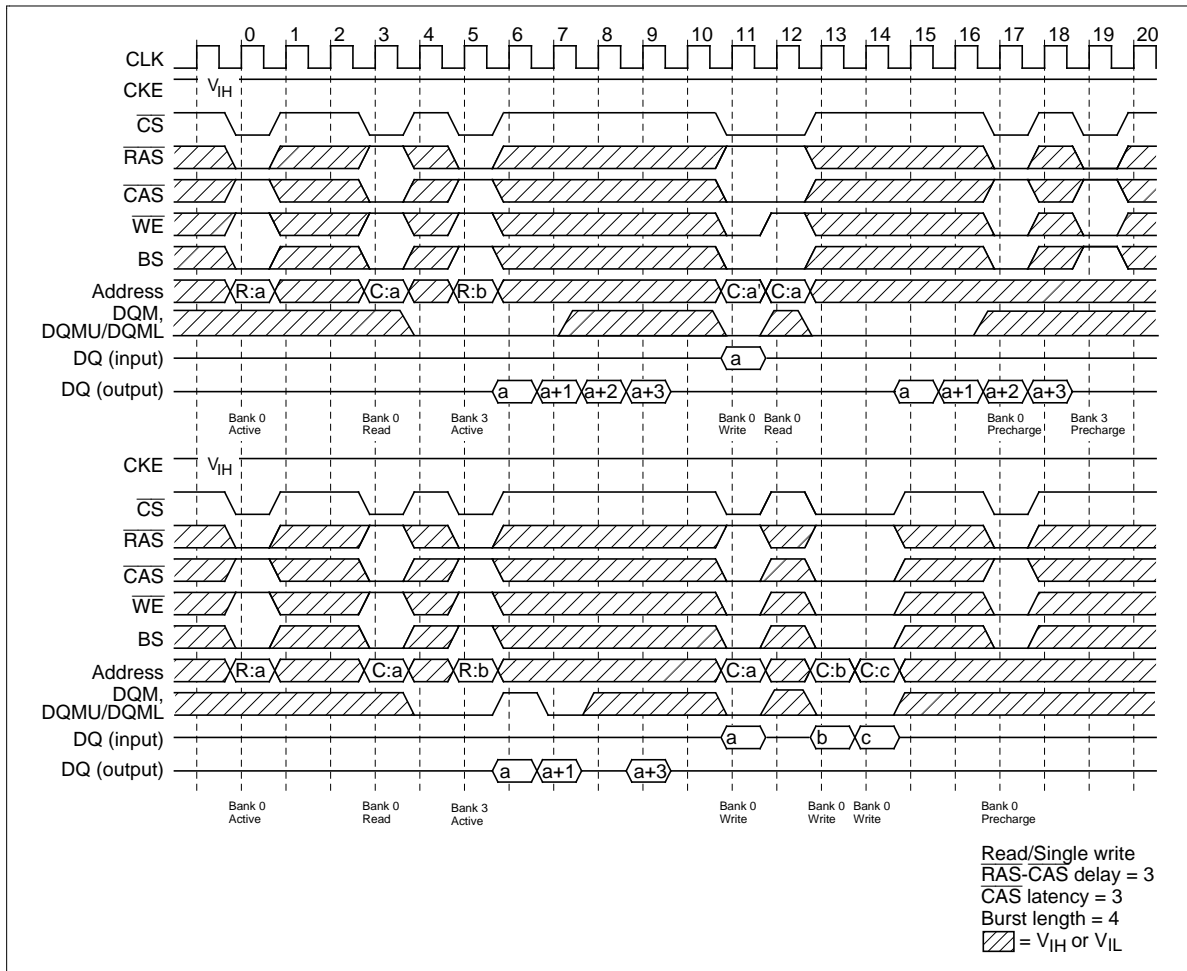 0 1 2 3 4 5 6 7 8 9 10 11 12 13 14 15 16 17 18 19 20
CLK
CKE VIH
CS
RAS
CAS
WE
BS
Address R:a C:a R:b C:a' C:a
DQM,
DQMU/DQML
DQ (input) a
DQ (output) a a+1 a+2 a+3 a a+1 a+2 a+3
Bank 0 Bank 0 Bank 3 Bank 0 Bank 0 Bank 0 Bank 3
Active Read Active Write Read Precharge Precharge
CKE VIH
CS
RAS
CAS
WE
BS
Address R:a C:a R:b C:a C:b C:c
DQM,
DQMU/DQML
DQ (input) a b c
DQ (output) a a+1 a+3
Bank 0 Bank 0 Bank 3 Bank 0 Bank 0 Bank 0 Bank 0
Active Read Active Write Write Write Precharge
Read/Single write
RAS-CAS delay = 3
CAS latency = 3
Burst length = 4
= VIH or VIL